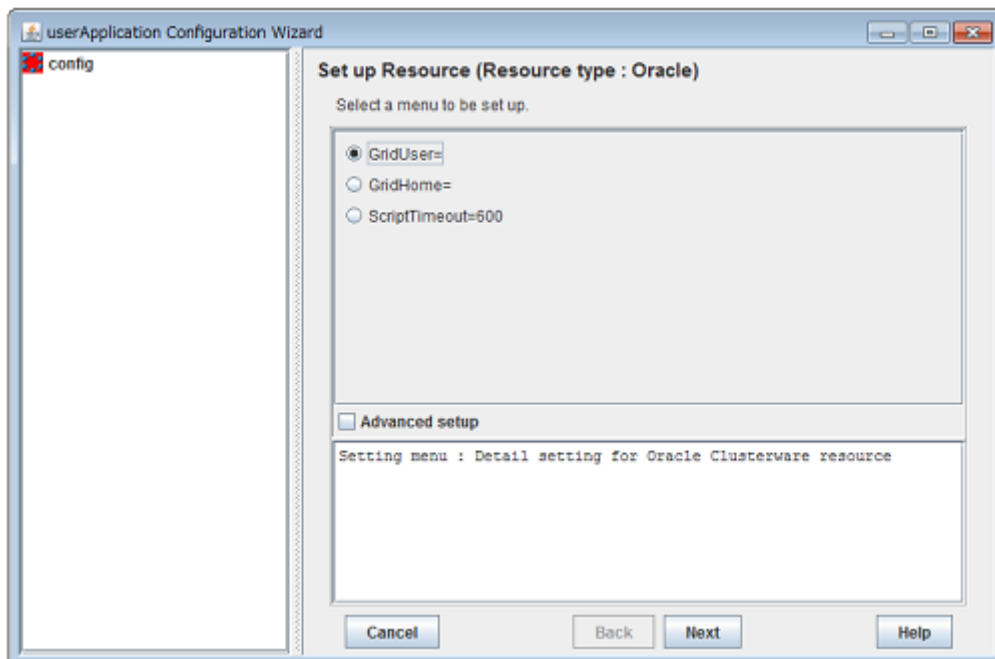 userApplication Configuration Wizard
config
Set up Resource (Resource type : Oracle)
Select a menu to be set up.
GridUser=
GridHome=
ScriptTimeout=600
Advanced setup
Setting menu : Detail setting for Oracle Clusterware resource
Cancel
Back
Next
Help